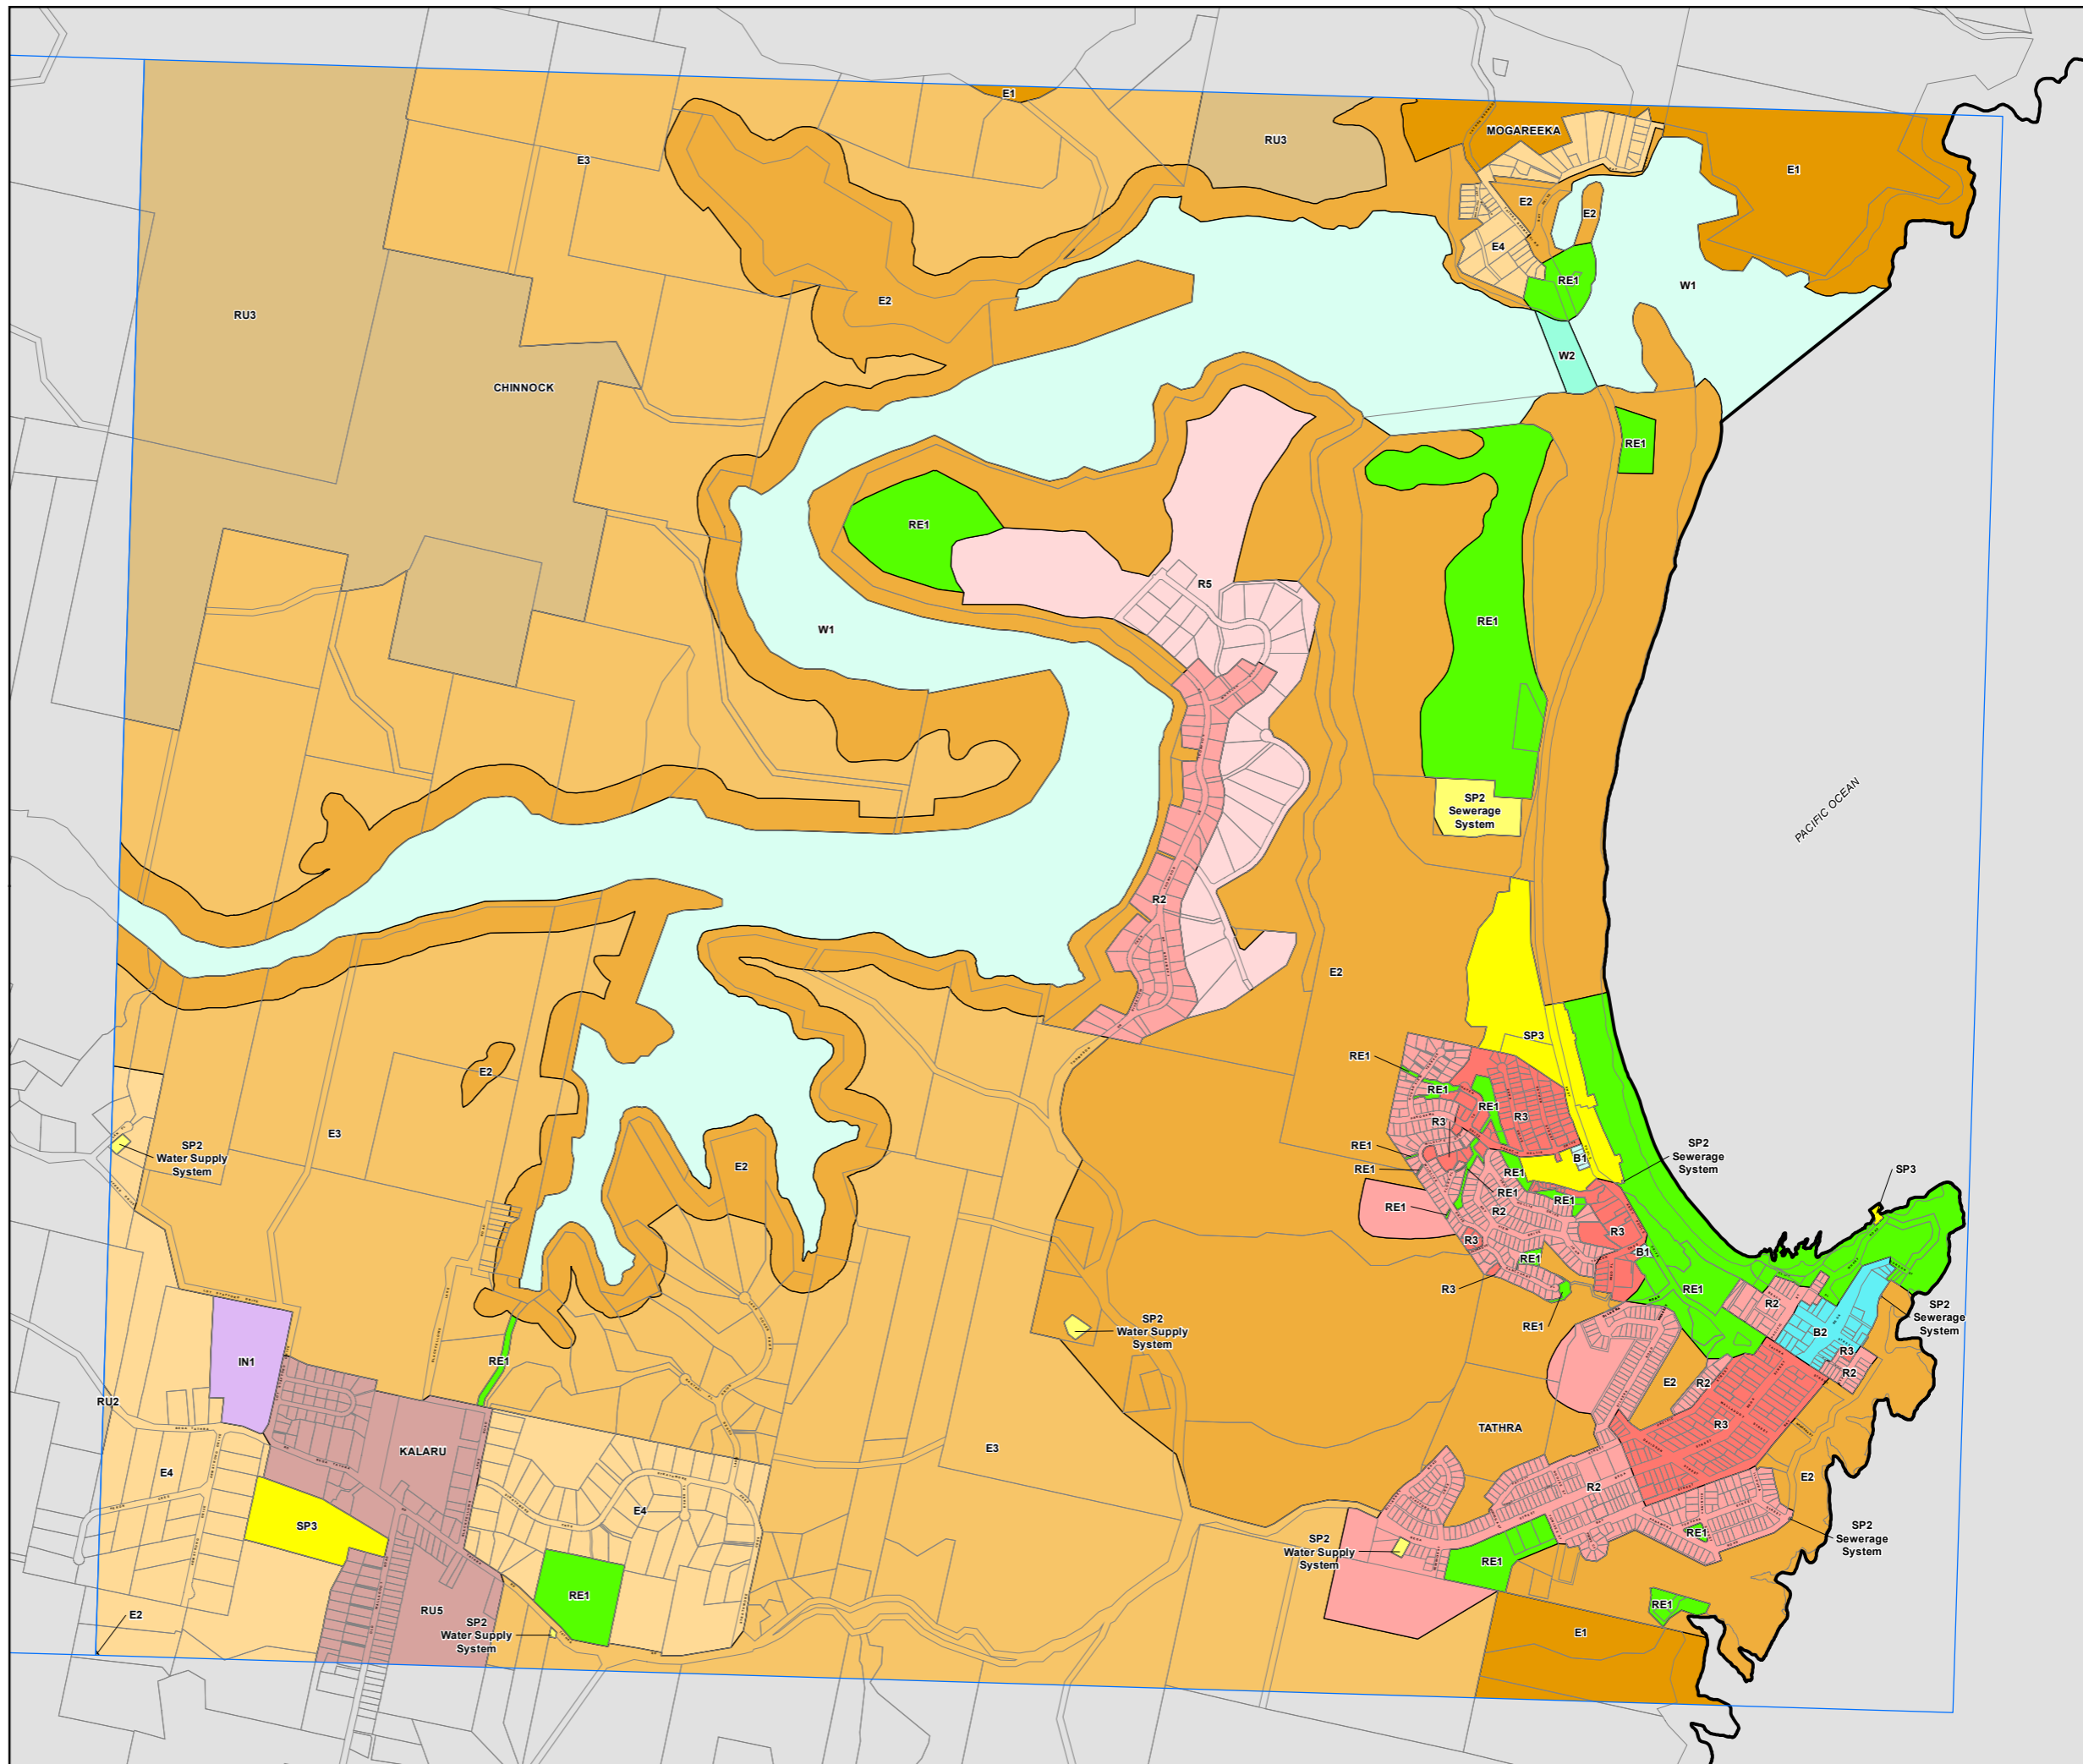 E1
MOGAREEKA
RU3
E3
E1
E2
E2
E4
RE1
W1
E2
RU3
W2
CHINNOCK
RE1
RE1
R5
RE1
W1
PACIFIC OCEAN
SP2
Sewerage
System
R2
E2
SP3
RE1
E2
RE1
RE1
R3
R3
E3
SP2
Water Supply
System
RE1
B1
SP2
Sewerage
System
E2
RE1
RE1
SP3
RE1
RE1
RE1
R2
R3
R3
B1
RE1
RE1
R3
R2
SP2
Sewerage
System
SP2
Water Supply
System
RE1
B2
R3
IN1
RE1
R2
E2
R2
RU2
R3
TATHRA
E3
KALARU
E4
E2
R2
E4
SP3
RE1
SP2
Sewerage
System
SP2
Water Supply
System
RE1
RE1
RE1
RU5
E2
SP2
Water Supply
System
E1